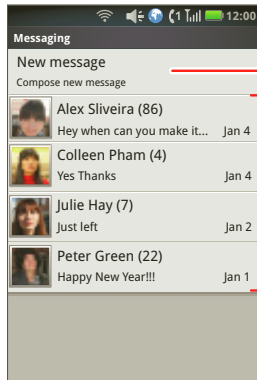 12:00
Messaging
New message
Compose new message
Alex Sliveira (86)
Hey when can you make it... Jan 4
Colleen Pham (4)
Yes Thanks Jan 4
Julie Hay (7)
Just left Jan 2
Peter Green (22)
Happy New Year!!! Jan 1